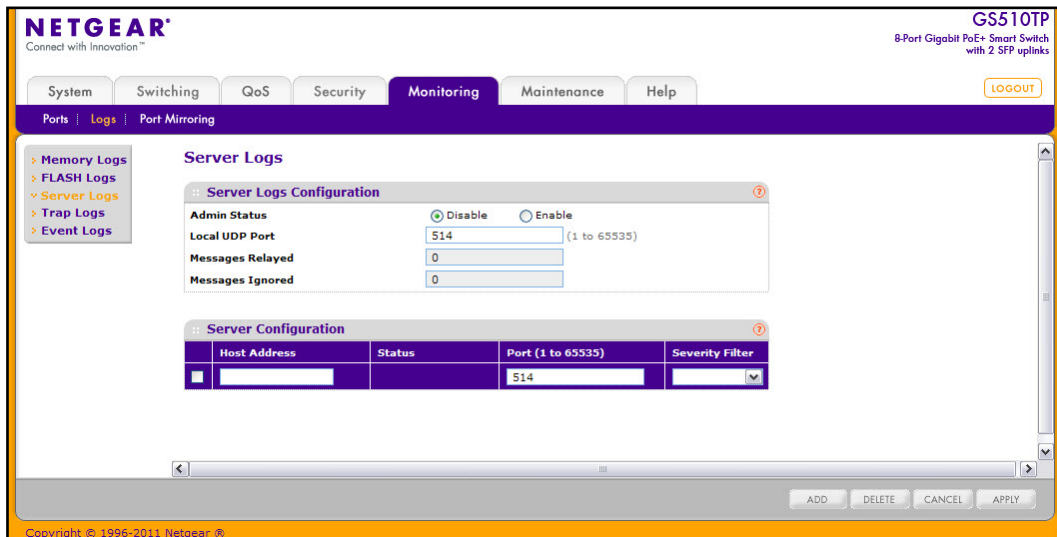 NETGEAR®
Connect with Innovation™
GS510TP
8-Port Gigabit PoE+ Smart Switch
with 2 SFP uplinks
System Switching QoS Security Monitoring Maintenance Help LOGOUT
Ports Logs Port Mirroring
Memory Logs
FLASH Logs
Server Logs
Trap Logs
Event Logs
Server Logs
Server Logs Configuration ?
Admin Status Disable Enable
Local UDP Port 514 (1 to 65535)
Messages Relayed 0
Messages Ignored 0
Server Configuration ?
Host Address Status Port (1 to 65535) Severity Filter
514
ADD DELETE CANCEL APPLY
Copyright © 1996-2011 Netgear ®